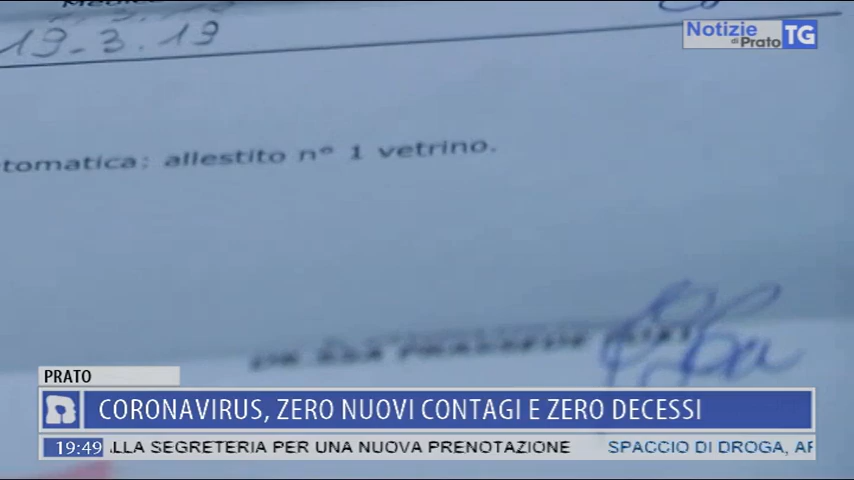 19.3.19
Notizie
di Prato TG
tomatica: allestito n° 1 vetrino.
PRATO
CORONAVIRUS, ZERO NUOVI CONTAGI E ZERO DECESSI
19:49 LLA SEGRETERIA PER UNA NUOVA PRENOTAZIONE SPACCIO DI DROGA, AR